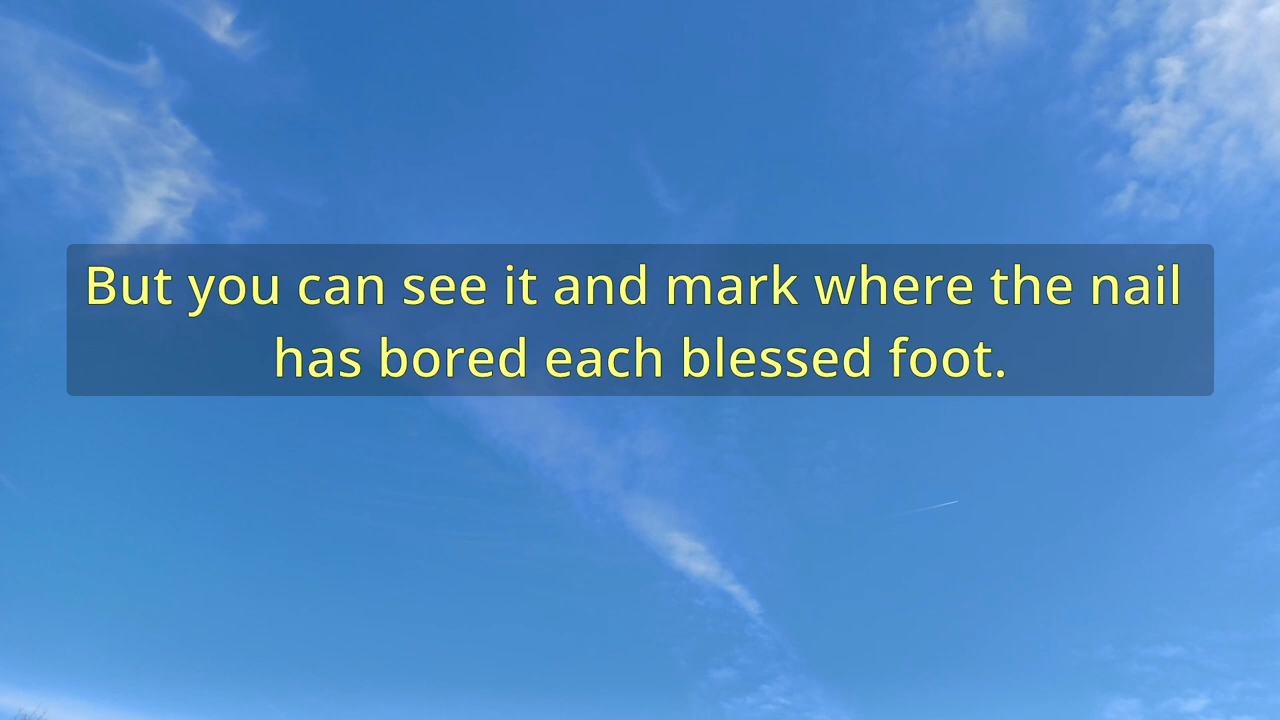 But you can see it and mark where the nail
has bored each blessed foot.